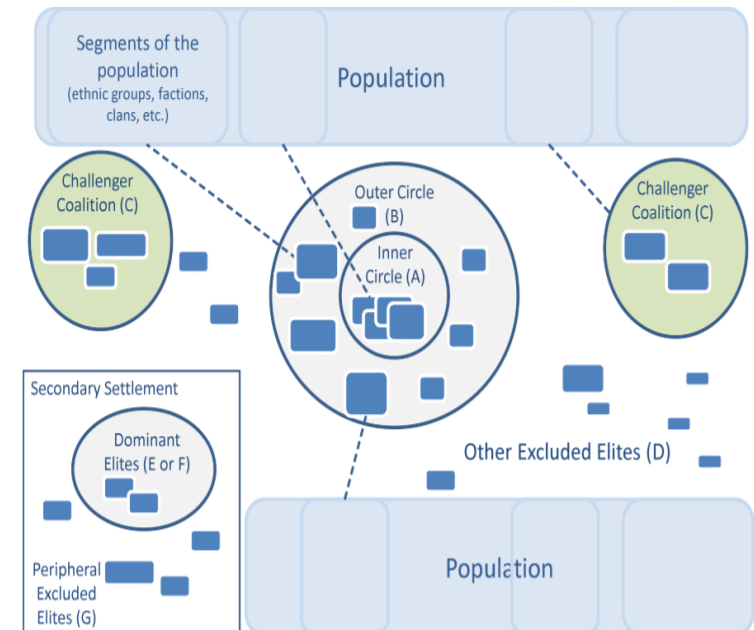 Segments of the
population
(ethnic groups, factions,
clans, etc.)
Population
Challenger
Coalition (C)
Outer Circle
(B)
Inner
Circle (A)
Challenger
Coalition (C)
Secondary Settlement
Dominant
Elites (E or F)
Peripheral
Excluded
Elites (G)
Other Excluded Elites (D)
Population